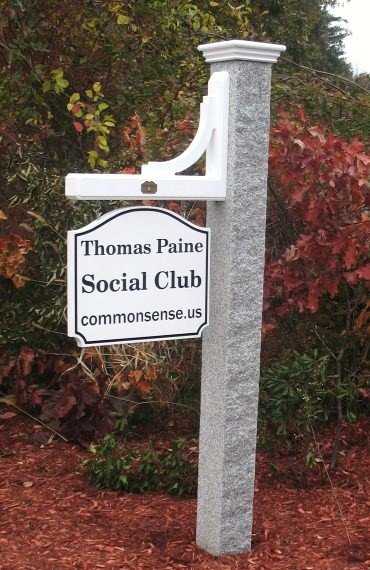 Thomas Paine
Social Club
commonsense.us